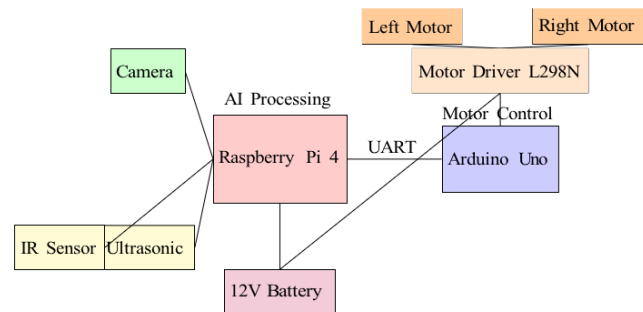 Left Motor
Right Motor
Camera
Motor Driver L298N
AI Processing
Motor Control
Raspberry Pi 4
UART
Arduino Uno
IR Sensor
Ultrasonic
12V Battery